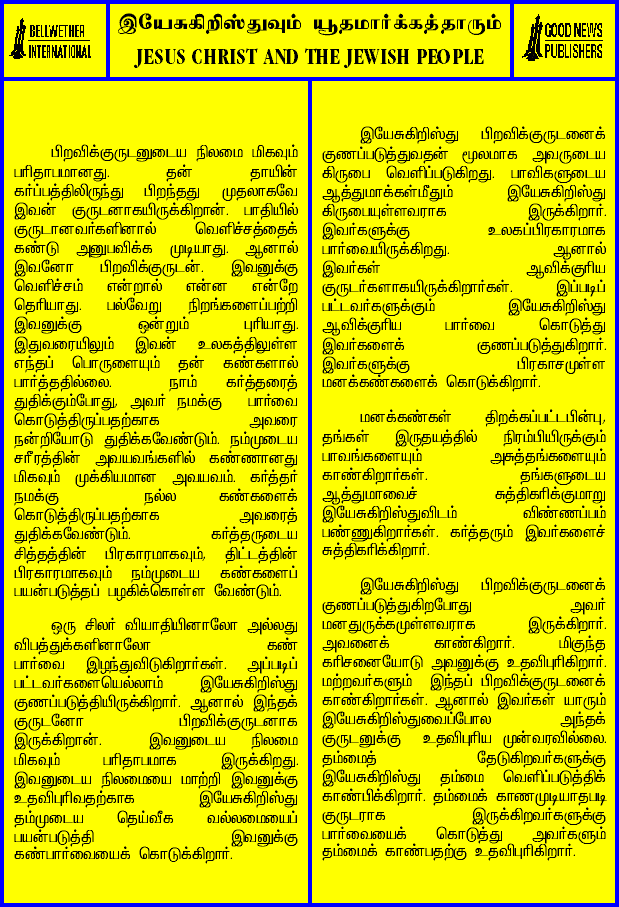 BELLWETHER
INTERNATIONAL
இயேசுகிறிஸ்துவும் யூதமார்க்கத்தாரும்
JESUS CHRIST AND THE JEWISH PEOPLE
GOOD NEWS
PUBLISHERS
பிறவிக்குருடனுடைய நிலமை மிகவும்
பரிதாபமானது. தன் தாயின்
கர்ப்பத்திலிருந்து பிறந்தது முதலாகவே
இவன் குருடனாகயிருக்கிறான். பாதியில்
குருடானவர்களினால் வெளிச்சத்தைக்
கண்டு அனுபவிக்க முடியாது. ஆனால்
இவனோ பிறவிக்குருடன். இவனுக்கு
வெளிச்சம் என்றால் என்ன என்றே
தெரியாது. பல்வேறு நிறங்களைப்பற்றி
இவனுக்கு ஒன்றும் புரியாது.
இதுவரையிலும் இவன் உலகத்திலுள்ள
எந்தப் பொருளையும் தன் கண்களால்
பார்த்ததில்லை. நாம் கர்த்தரைத்
துதிக்கும்போது, அவர் நமக்கு பார்வை
கொடுத்திருப்பதற்காக அவரை
நன்றியோடு துதிக்கவேண்டும். நம்முடைய
சரீரத்தின் அவயவங்களில் கண்ணானது
மிகவும் முக்கியமான அவயவம். கர்த்தர்
நமக்கு நல்ல கண்களைக்
கொடுத்திருப்பதற்காக அவரைத்
துதிக்கவேண்டும். கர்த்தருடைய
சித்தத்தின் பிரகாரமாகவும், திட்டத்தின்
பிரகாரமாகவும் நம்முடைய கண்களைப்
பயன்படுத்தப் பழகிக்கொள்ள வேண்டும்.
ஒரு சிலர் வியாதியினாலோ அல்லது
விபத்துக்களினாலோ கண்
பார்வை இழந்துவிடுகிறார்கள். அப்படிப்
பட்டவர்களையெல்லாம் இயேசுகிறிஸ்து
குணப்படுத்தியிருக்கிறார். ஆனால் இந்தக்
குருடனோ பிறவிக்குருடனாக
இருக்கிறான். இவனுடைய நிலமை
மிகவும் பரிதாபமாக இருக்கிறது.
இவனுடைய நிலமையை மாற்றி இவனுக்கு
உதவிபுரிவதற்காக இயேசுகிறிஸ்து
தம்முடைய தெய்வீக வல்லமையைப்
பயன்படுத்தி இவனுக்கு
கண்பார்வையைக் கொடுக்கிறார்.
இயேசுகிறிஸ்து பிறவிக்குருடனைக்
குணப்படுத்துவதன் மூலமாக அவருடைய
கிருபை வெளிப்படுகிறது. பாவிகளுடைய
ஆத்துமாக்கள்மீதும் இயேசுகிறிஸ்து
கிருபையுள்ளவராக இருக்கிறார்.
இவர்களுக்கு உலகப்பிரகாரமாக
பார்வையிருக்கிறது. ஆனால்
இவர்கள் ஆவிக்குரிய
குருடர்களாகயிருக்கிறார்கள். இப்படிப்
பட்டவர்களுக்கும் இயேசுகிறிஸ்து
ஆவிக்குரிய பார்வை கொடுத்து
இவர்களைக் குணப்படுத்துகிறார்.
இவர்களுக்கு பிரகாசமுள்ள
மனக்கண்களைக் கொடுக்கிறார்.
மனக்கண்கள் திறக்கப்பட்டபின்பு,
தங்கள் இருதயத்தில் நிரம்பியிருக்கும்
பாவங்களையும் அசுத்தங்களையும்
காண்கிறார்கள். தங்களுடைய
ஆத்துமாவைச் சுத்திகரிக்குமாறு
இயேசுகிறிஸ்துவிடம் விண்ணப்பம்
பண்ணுகிறார்கள். கர்த்தரும் இவர்களைச்
சுத்திகரிக்கிறார்.
இயேசுகிறிஸ்து பிறவிக்குருடனைக்
குணப்படுத்துகிறபோது அவர்
மனதுருக்கமுள்ளவராக இருக்கிறார்.
அவனைக் காண்கிறார். மிகுந்த
கரிசனையோடு அவனுக்கு உதவிபுரிகிறார்.
மற்றவர்களும் இந்தப் பிறவிக்குருடனைக்
காண்கிறார்கள். ஆனால் இவர்கள் யாரும்
இயேசுகிறிஸ்துவைப்போல அந்தக்
குருடனுக்கு உதவிபுரிய முன்வரவில்லை.
தம்மைத் தேடுகிறவர்களுக்கு
இயேசுகிறிஸ்து தம்மை வெளிப்படுத்திக்
காண்பிக்கிறார். தம்மைக் காணமுடியாதபடி
குருடராக இருக்கிறவர்களுக்கு
பார்வையைக் கொடுத்து அவர்களும்
தம்மைக் காண்பதற்கு உதவிபுரிகிறார்.